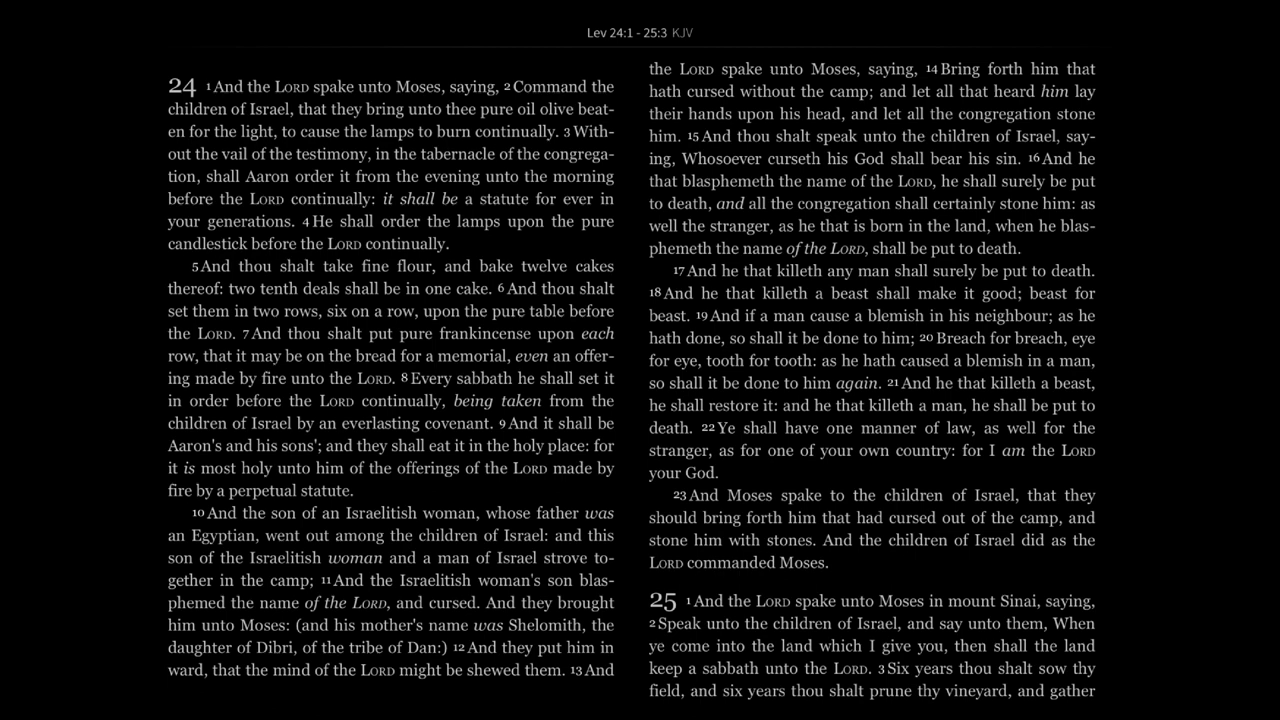 Lev 24:1 - 25:3 KJV
24 1 And the LORD spake unto Moses, saying, 2 Command the
children of Israel, that they bring unto thee pure oil olive beat-
en for the light, to cause the lamps to burn continually. 3 With-
out the vail of the testimony, in the tabernacle of the congrega-
tion, shall Aaron order it from the evening unto the morning
before the LORD continually: it shall be a statute for ever in
your generations. 4 He shall order the lamps upon the pure
candlestick before the LORD continually.
5 And thou shalt take fine flour, and bake twelve cakes
thereof: two tenth deals shall be in one cake. 6 And thou shalt
set them in two rows, six on a row, upon the pure table before
the LORD. 7 And thou shalt put pure frankincense upon each
row, that it may be on the bread for a memorial, even an offer-
ing made by fire unto the LORD. 8 Every sabbath he shall set it
in order before the LORD continually, being taken from the
children of Israel by an everlasting covenant. 9 And it shall be
Aaron's and his sons'; and they shall eat it in the holy place: for
it is most holy unto him of the offerings of the LORD made by
fire by a perpetual statute.
10 And the son of an Israelitish woman, whose father was
an Egyptian, went out among the children of Israel: and this
son of the Israelitish woman and a man of Israel strove to-
gether in the camp; 11 And the Israelitish woman's son blas-
phemed the name of the LORD, and cursed. And they brought
him unto Moses: (and his mother's name was Shelomith, the
daughter of Dibri, of the tribe of Dan:) 12 And they put him in
ward, that the mind of the LORD might be shewed them. 13 And
the LORD spake unto Moses, saying, 14 Bring forth him that
hath cursed without the camp; and let all that heard him lay
their hands upon his head, and let all the congregation stone
him. 15 And thou shalt speak unto the children of Israel, say-
ing, Whosoever curseth his God shall bear his sin. 16 And he
that blasphemeth the name of the LORD, he shall surely be put
to death, and all the congregation shall certainly stone him: as
well the stranger, as he that is born in the land, when he blas-
phemeth the name of the LORD, shall be put to death.
17 And he that killeth any man shall surely be put to death.
18 And he that killeth a beast shall make it good; beast for
beast. 19 And if a man cause a blemish in his neighbour; as he
hath done, so shall it be done to him; 20 Breach for breach, eye
for eye, tooth for tooth: as he hath caused a blemish in a man,
so shall it be done to him again. 21 And he that killeth a beast,
he shall restore it: and he that killeth a man, he shall be put to
death. 22 Ye shall have one manner of law, as well for the
stranger, as for one of your own country: for I am the LORD
your God.
23 And Moses spake to the children of Israel, that they
should bring forth him that had cursed out of the camp, and
stone him with stones. And the children of Israel did as the
LORD commanded Moses.
25 1 And the LORD spake unto Moses in mount Sinai, saying,
2 Speak unto the children of Israel, and say unto them, When
ye come into the land which I give you, then shall the land
keep a sabbath unto the LORD. 3 Six years thou shalt sow thy
field, and six years thou shalt prune thy vineyard, and gather